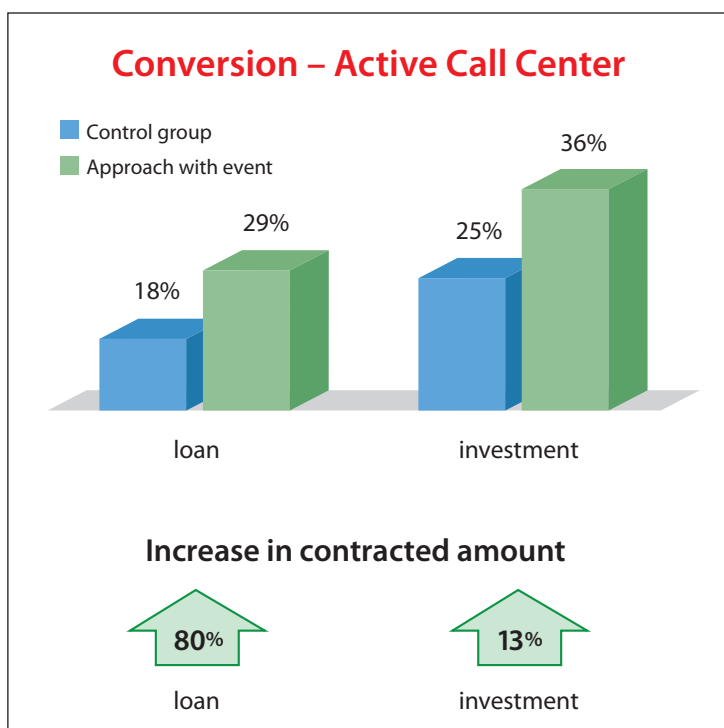 Conversion – Active Call Center
Control group
Approach with event
18%
29%
25%
36%
loan
investment
Increase in contracted amount
80%
13%
loan
investment